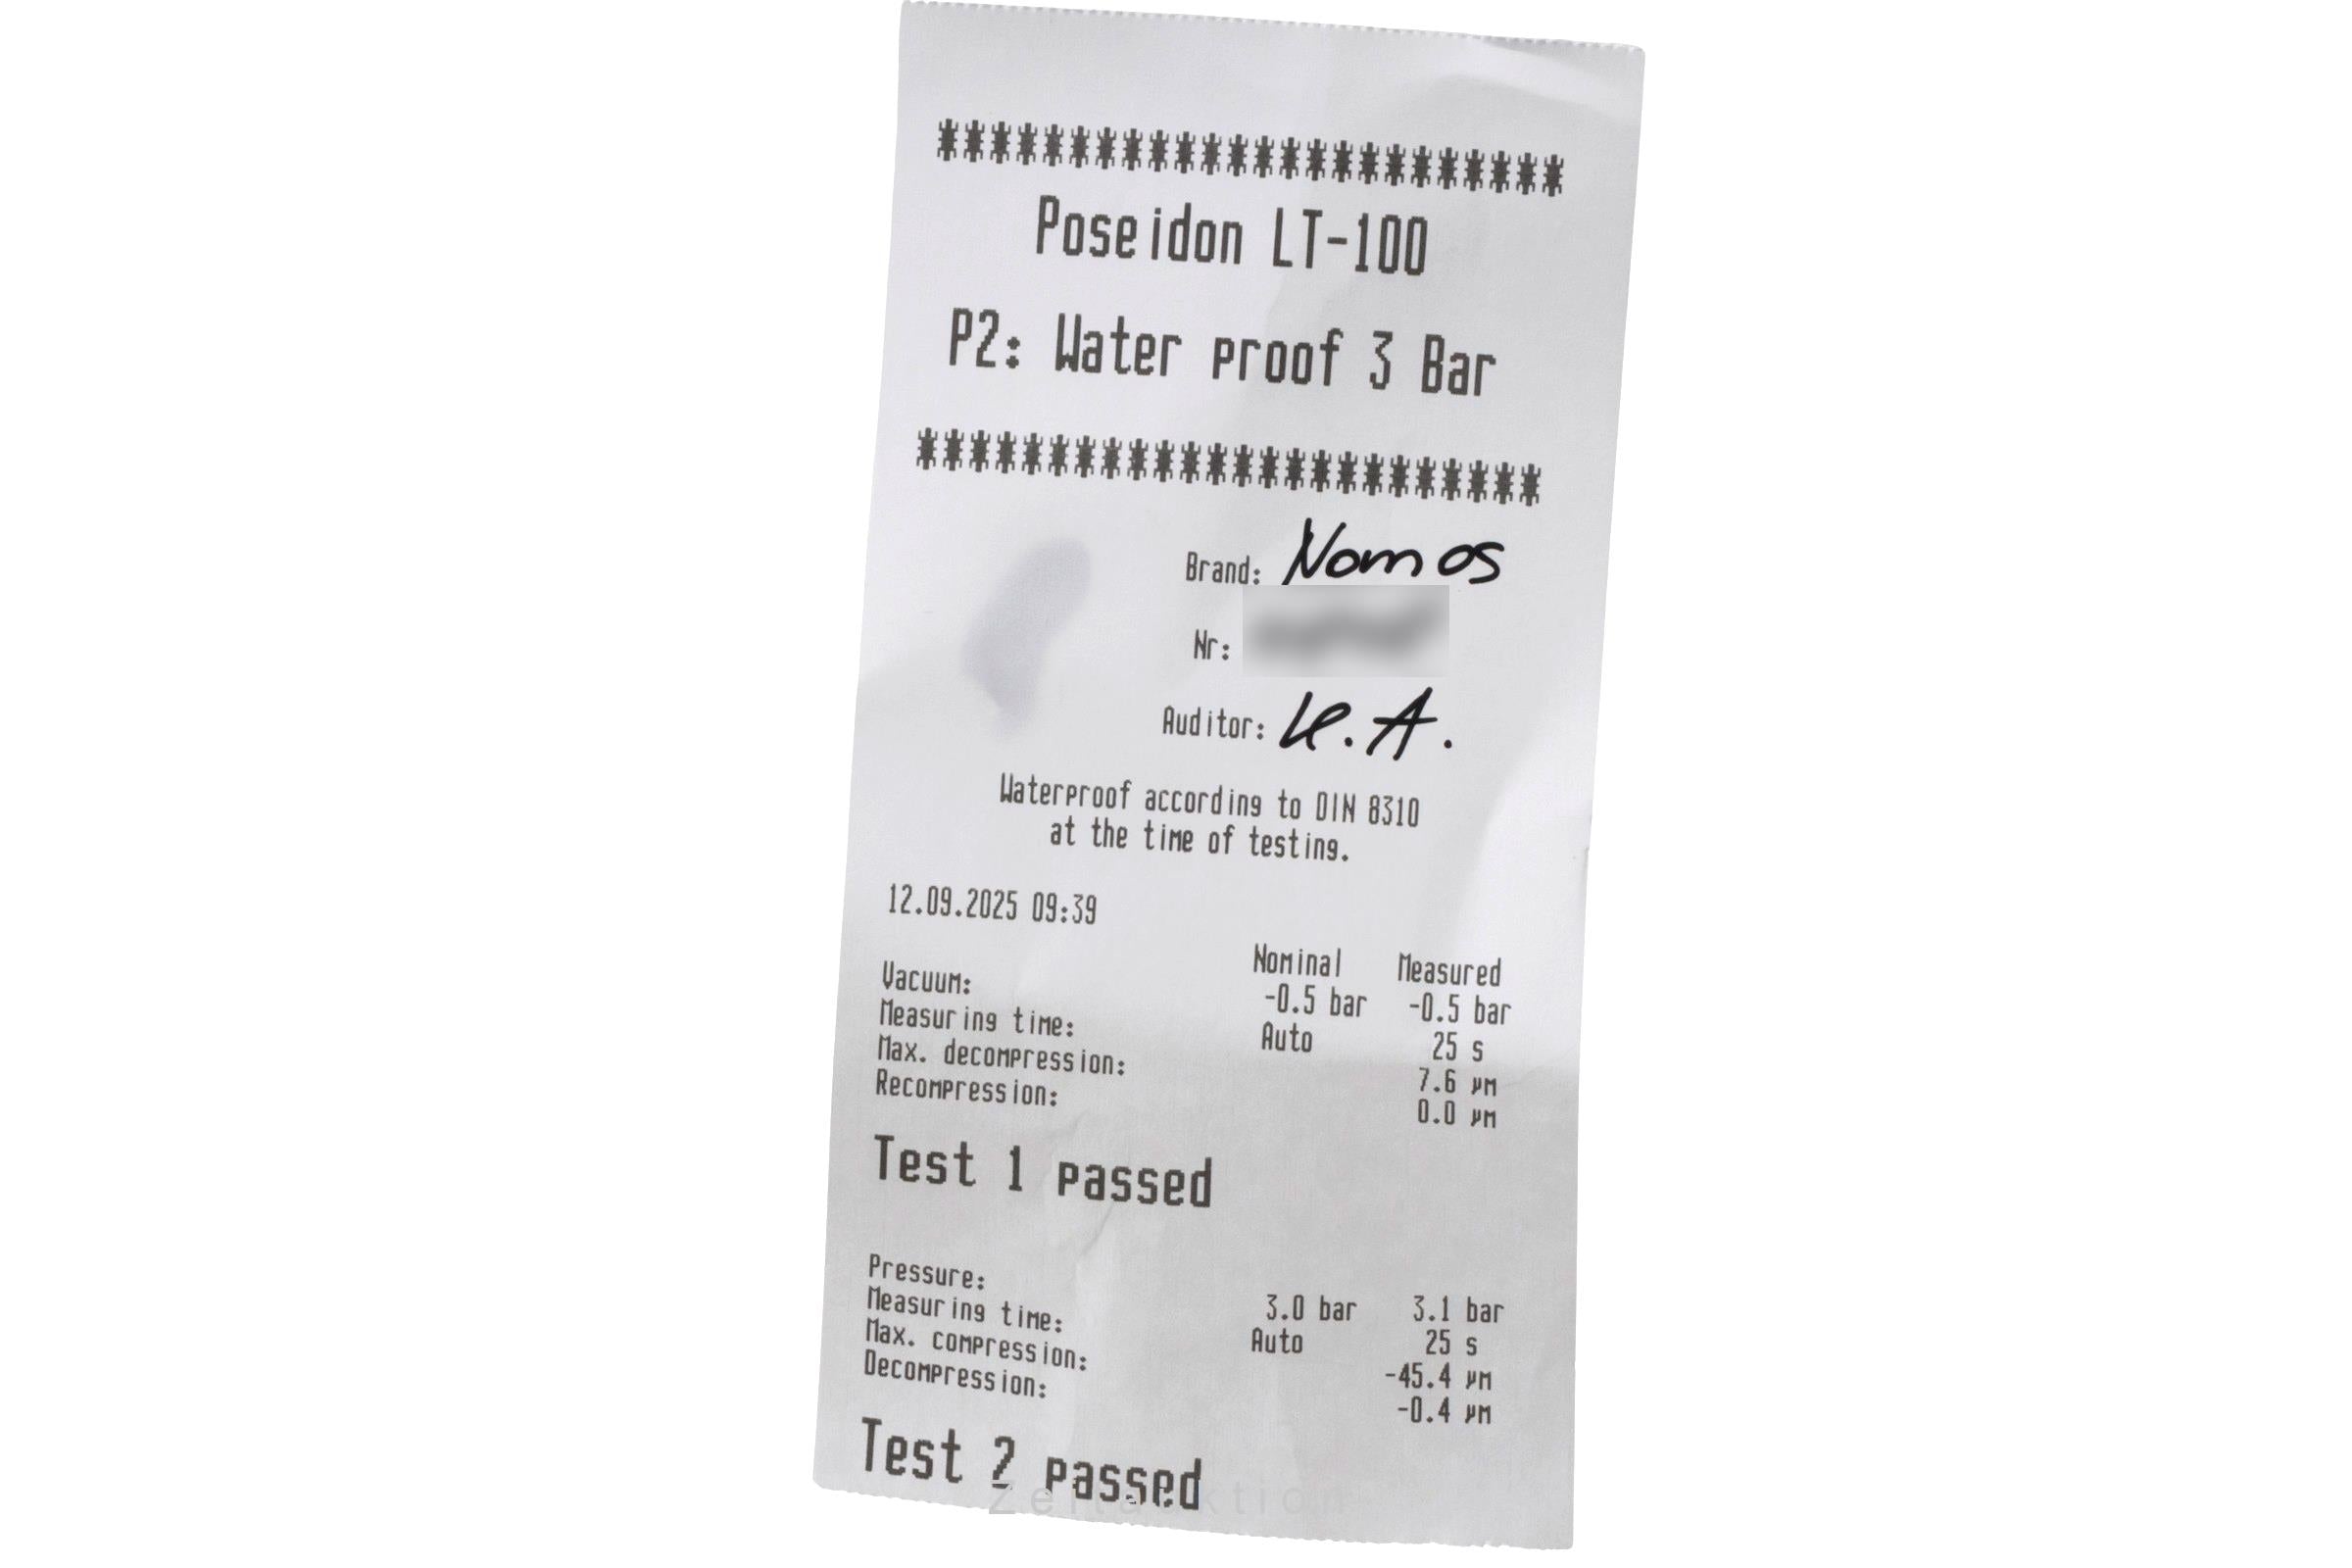 ************************
Poseidon LT-100
P2: Water proof 3 Bar
************************
Brand: Nomos
Nr:
Auditor: K.A.
Waterproof according to DIN 8310
at the time of testing.
12.09.2025 09:39
Nominal Measured
Vacuum: -0.5 bar -0.5 bar
Measuring time: Auto 25 s
Max. decompression: 7.6 µm
Recompression: 0.0 µm
Test 1 passed
Pressure: 3.0 bar 3.1 bar
Measuring time: Auto 25 s
Max. compression: -45.4 µm
Decompression: -0.4 µm
Test 2 passed
Zeitauktion